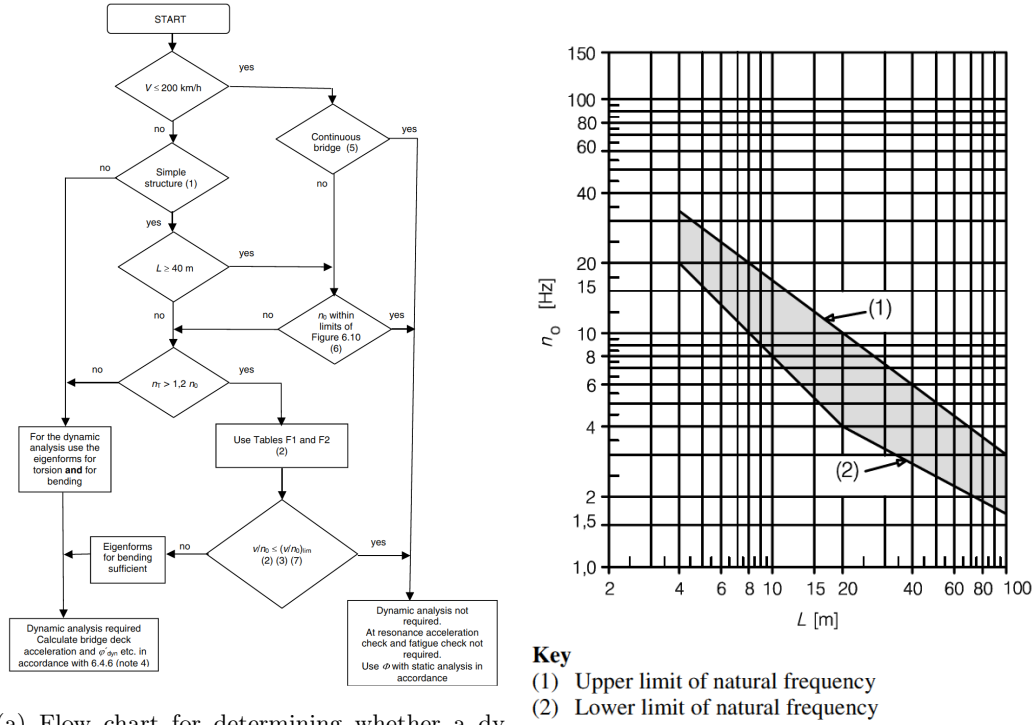 START
V ≤ 200 km/h
yes
no
Continuous
bridge (5)
yes
no
Simple
structure (1)
no
yes
L ≥ 40 m
yes
no
n0 within
limits of
Figure 6.10
(6)
no
yes
nT > 1,2 n0
no
yes
For the dynamic
analysis use the
eigenforms for
torsion and for
bending
Use Tables F1 and F2
(2)
v/n0 ≤ (v/n0)lim
(2) (3) (7)
no
yes
Eigenforms
for bending
sufficient
Dynamic analysis required
Calculate bridge deck
acceleration and φ´dyn etc. in
accordance with 6.4.6 (note 4)
Dynamic analysis not
required.
At resonance acceleration
check and fatigue check not
required.
Use Φ with static analysis in
accordance
(a) Flow chart for determining whether a dy-
150
100
80
60
40
20
15
10
8
6
4
2
1,5
1,0
n0 [Hz]
(1)
(2)
2 4 6 8 10 15 20 40 60 80 100
L [m]
Key
(1) Upper limit of natural frequency
(2) Lower limit of natural frequency